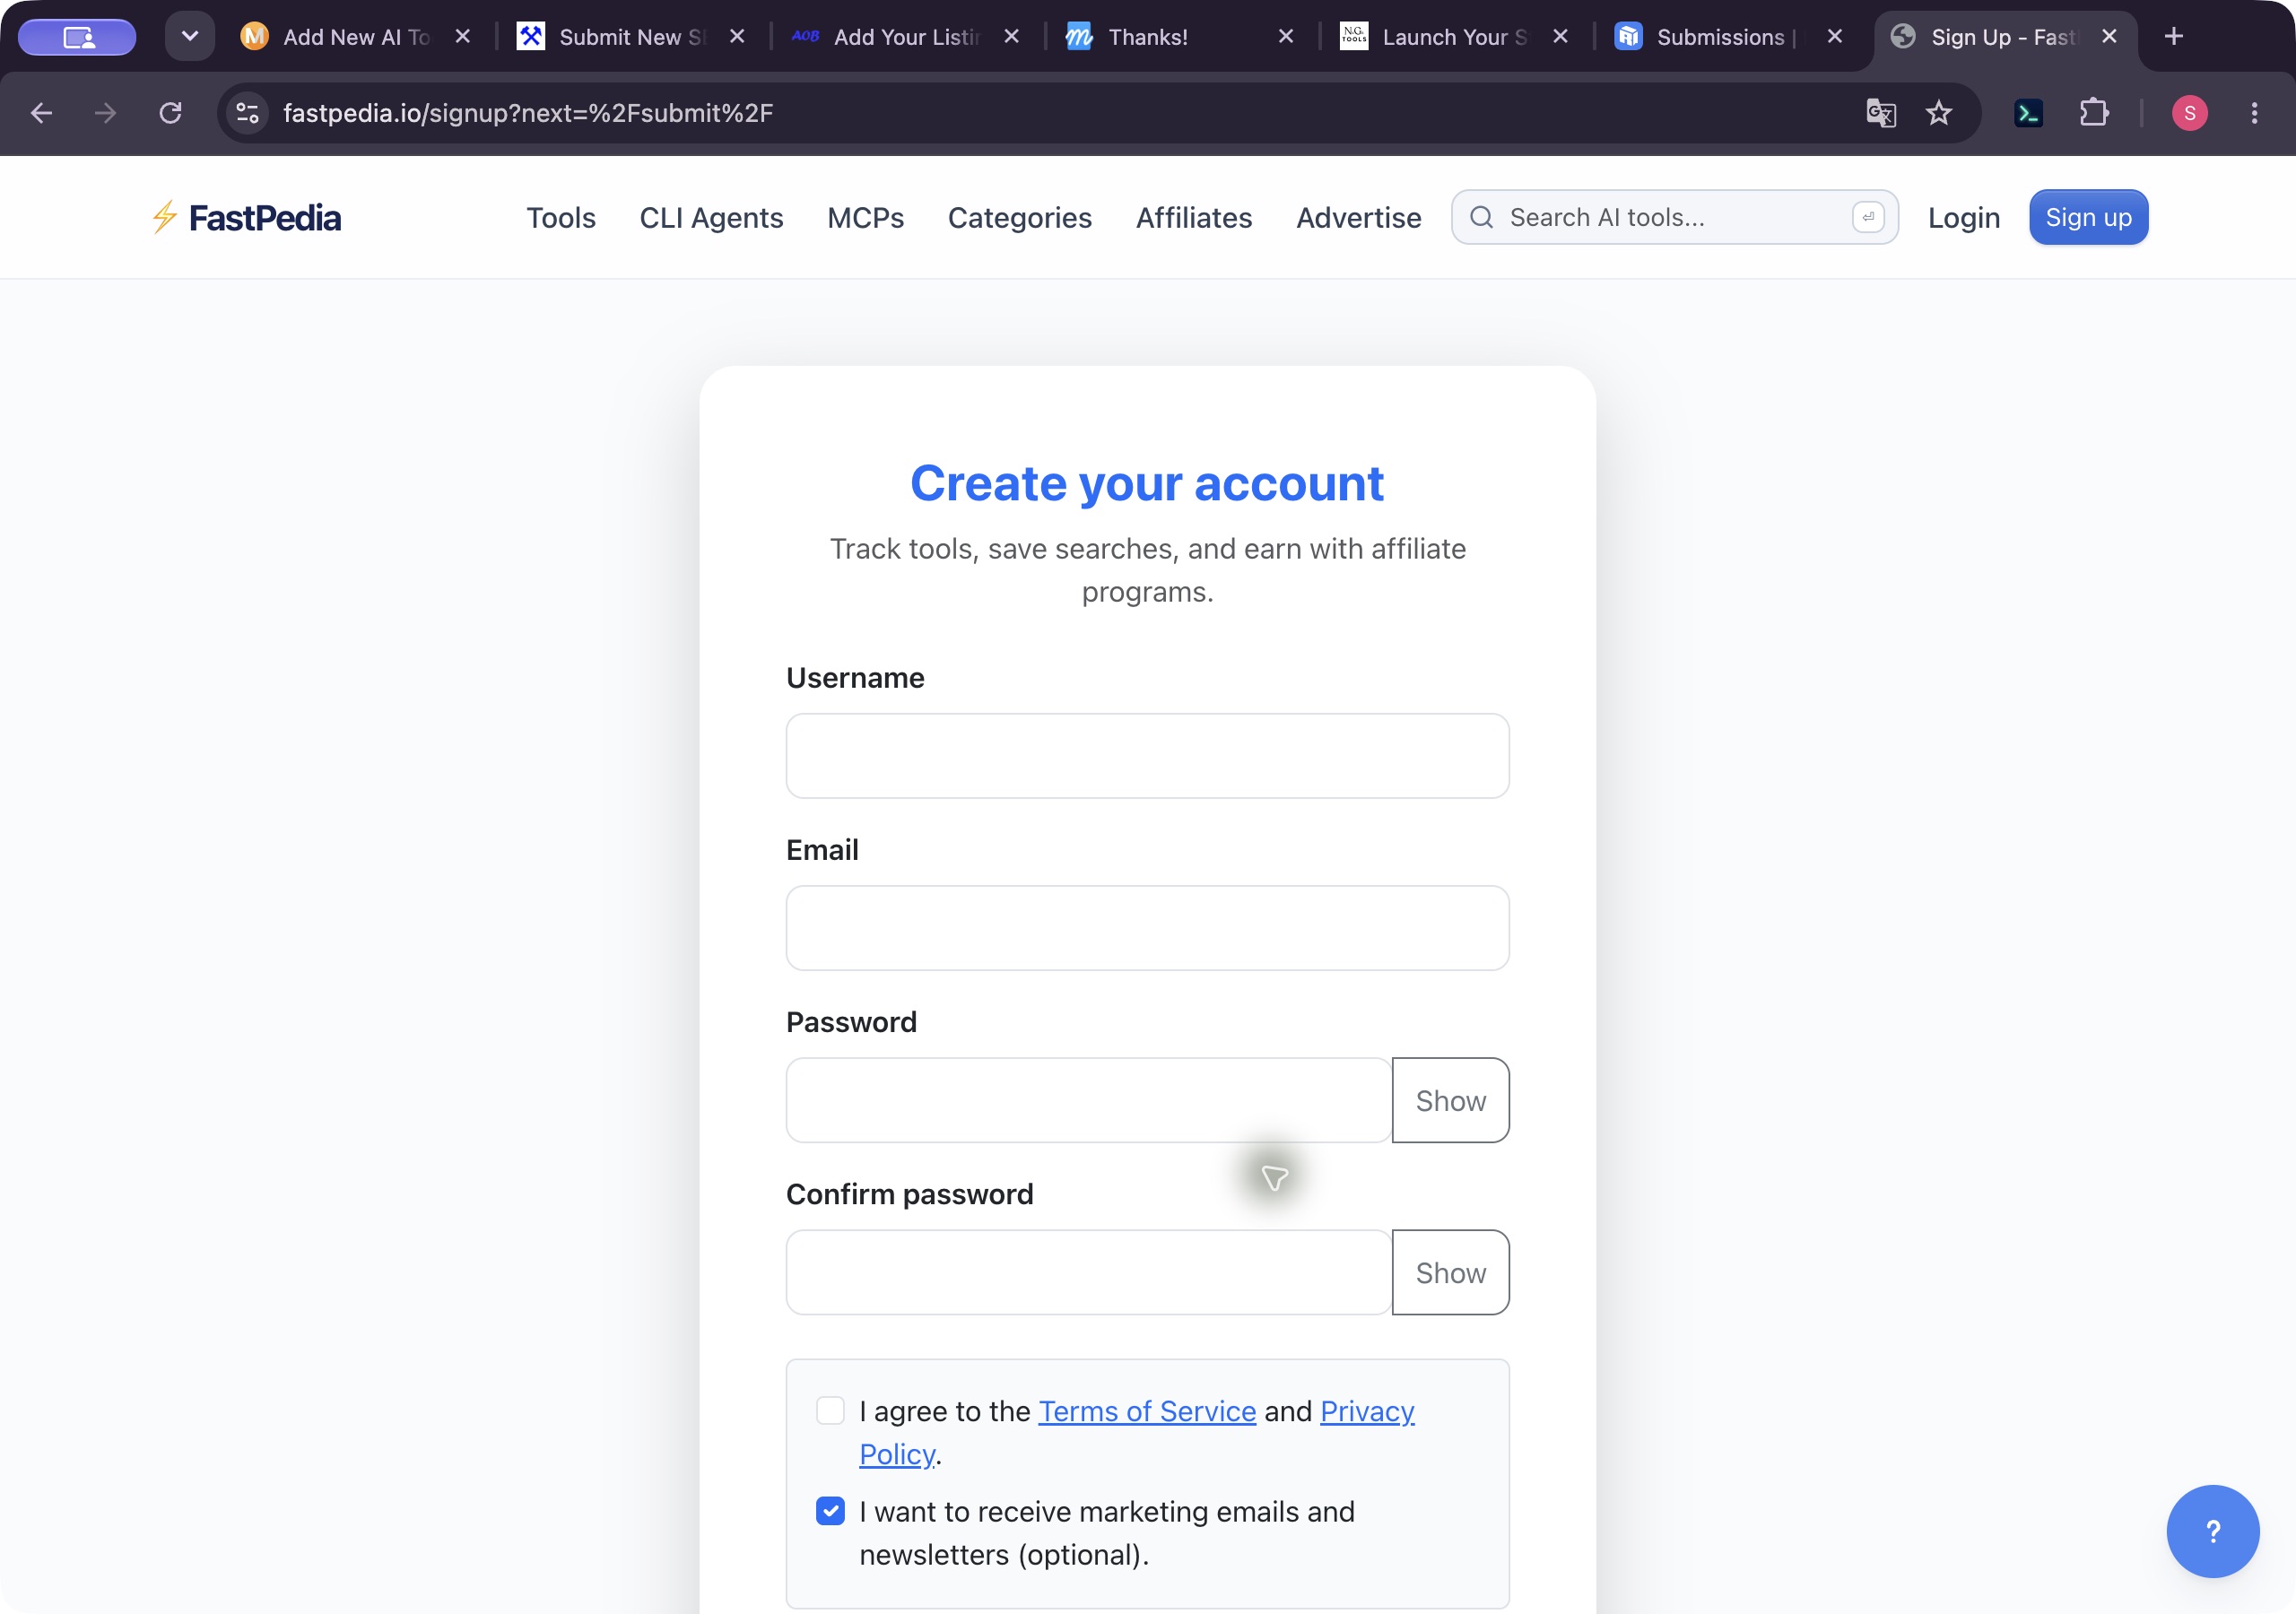 Add New AI To
Submit New S
AOB
Add Your Listin
Thanks!
N.G. TOOLS
Launch Your S
Submissions |
Sign Up - Fast
fastpedia.io/signup?next=%2Fsubmit%2F
S
FastPedia
Tools
CLI Agents
MCPs
Categories
Affiliates
Advertise
Search AI tools...
Login
Sign up
Create your account
Track tools, save searches, and earn with affiliate
programs.
Username
Email
Password
Show
Confirm password
Show
I agree to the Terms of Service and Privacy
Policy.
I want to receive marketing emails and
newsletters (optional).
?